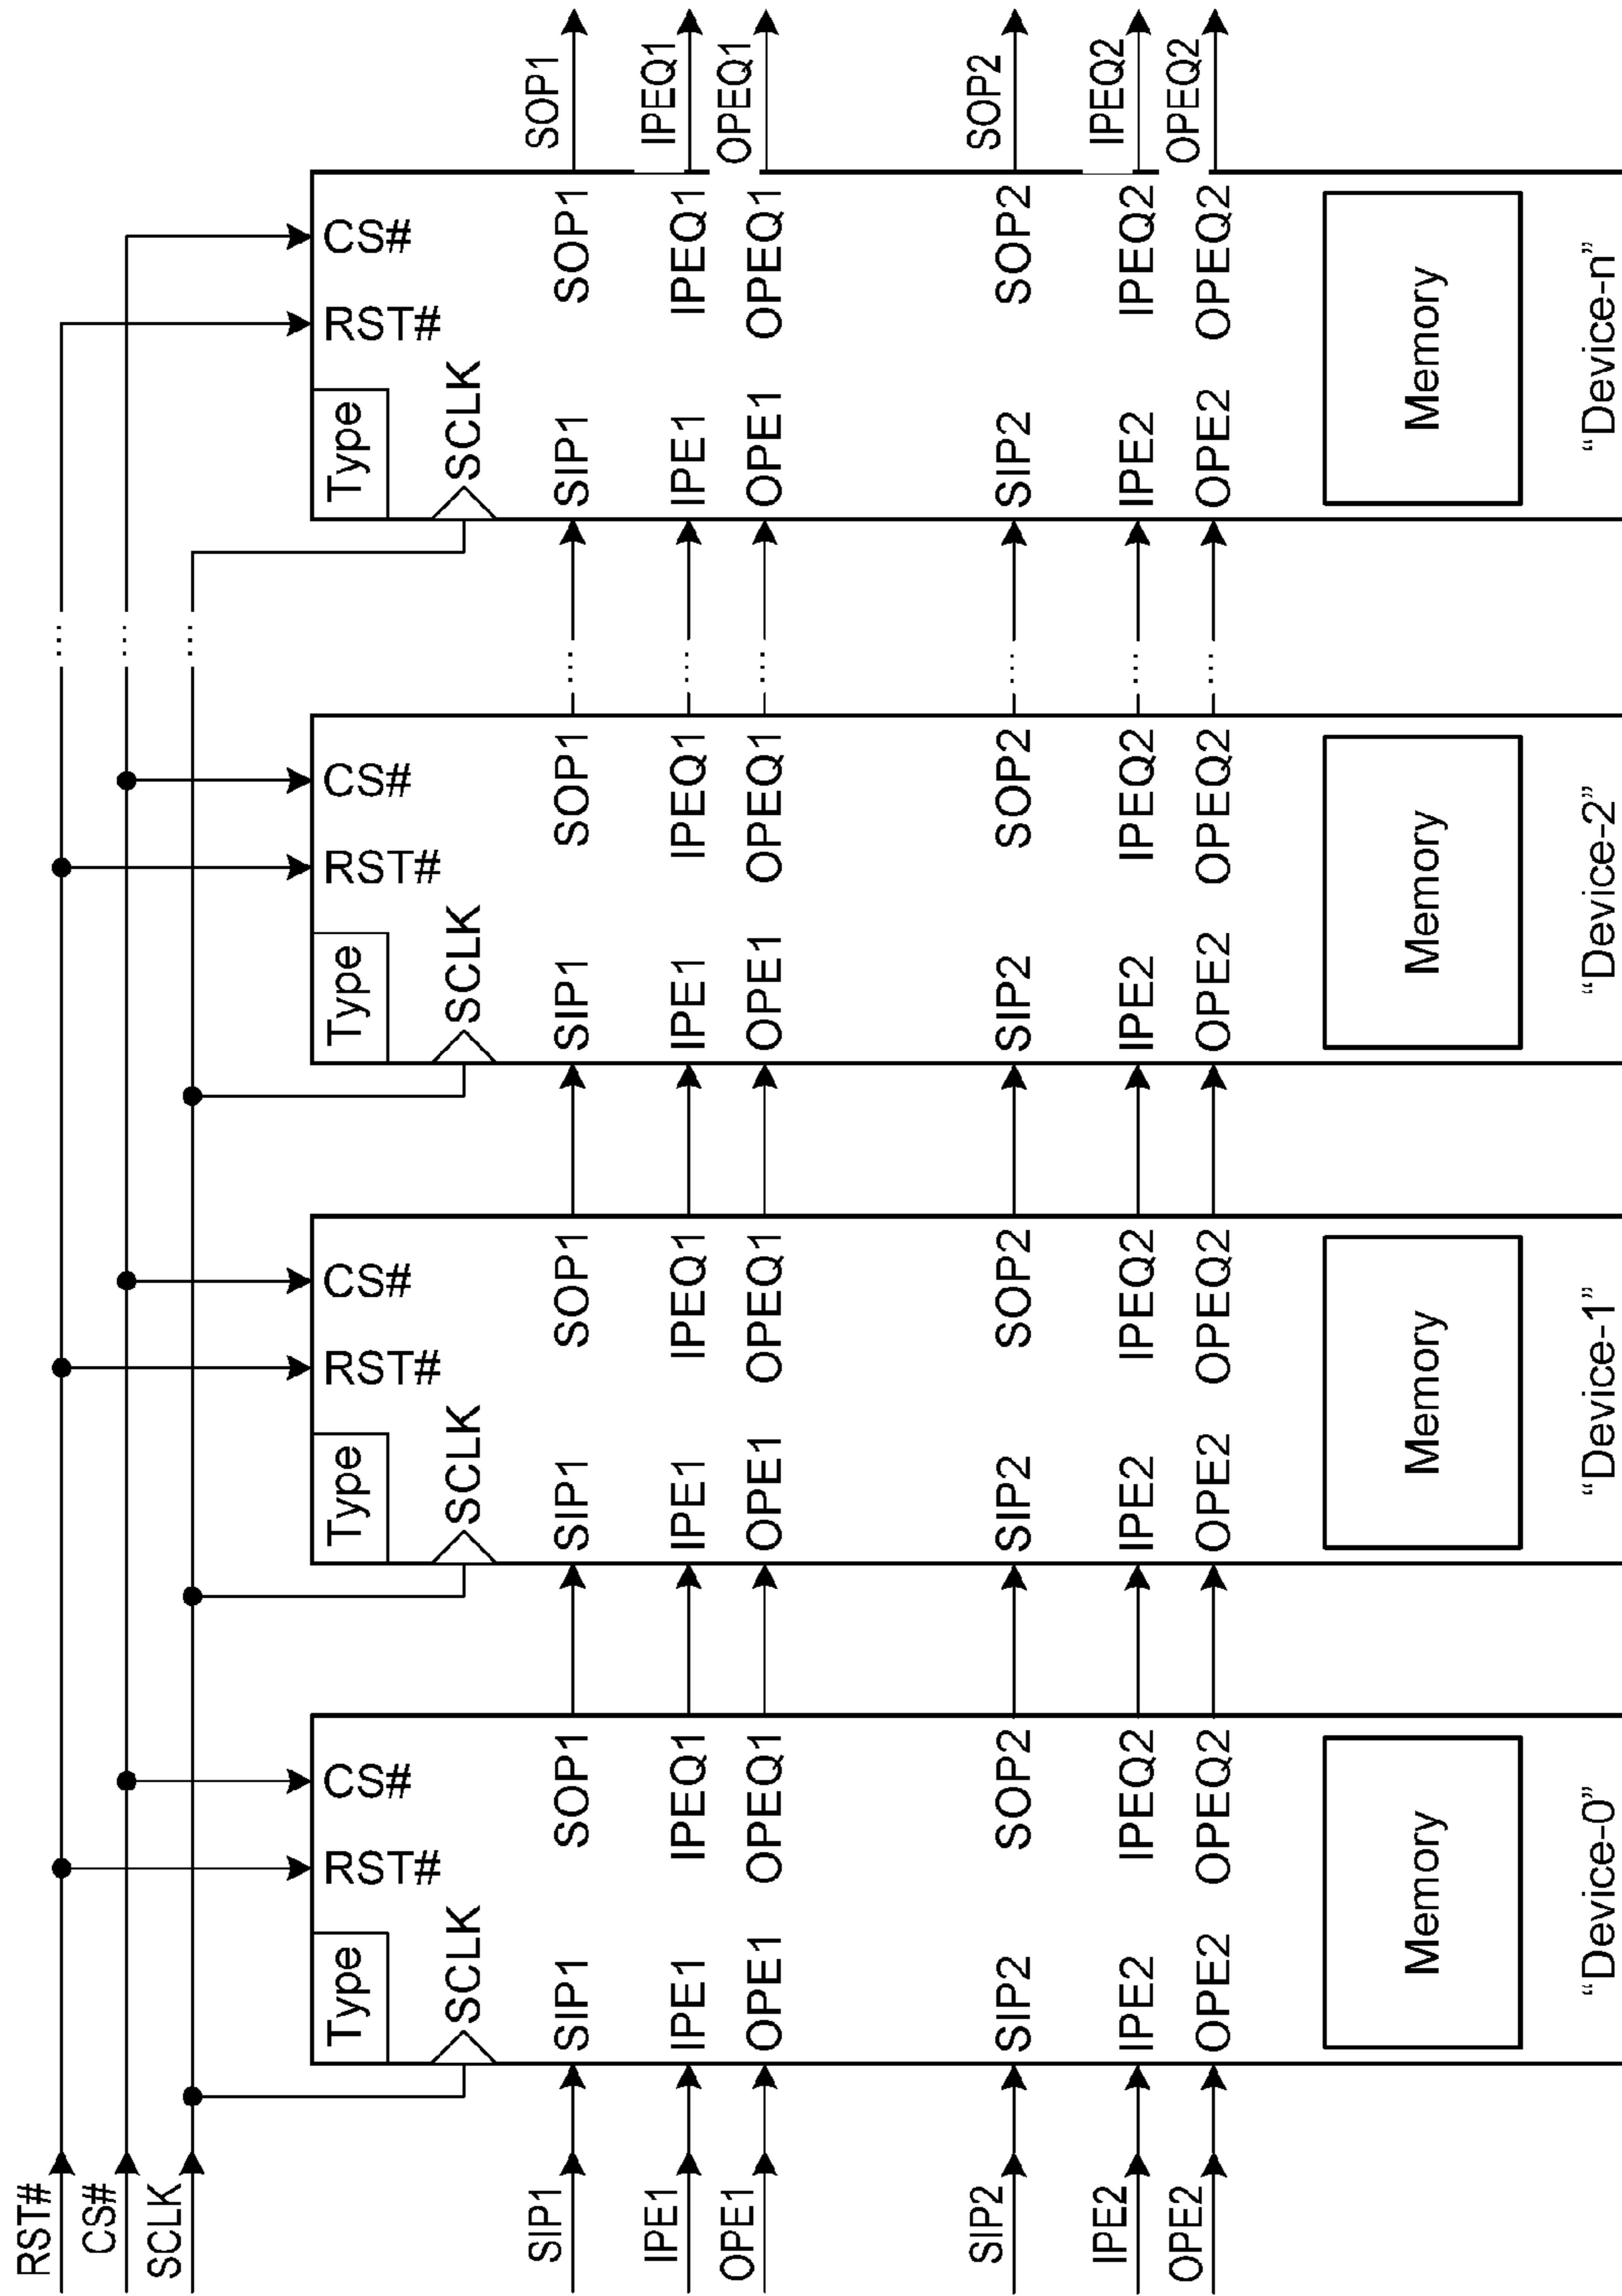 RST#
CS#
SCLK
SIP1
IPE1
OPE1
SIP2
IPE2
OPE2
Type
RST#
CS#
SCLK
SIP1 SOP1
IPE1 IPEQ1
OPE1 OPEQ1
SIP2 SOP2
IPE2 IPEQ2
OPE2 OPEQ2
Memory
“Device-0”
Type
RST#
CS#
SCLK
SIP1 SOP1
IPE1 IPEQ1
OPE1 OPEQ1
SIP2 SOP2
IPE2 IPEQ2
OPE2 OPEQ2
Memory
“Device-1”
Type
RST#
CS#
SCLK
SIP1 SOP1
IPE1 IPEQ1
OPE1 OPEQ1
SIP2 SOP2
IPE2 IPEQ2
OPE2 OPEQ2
Memory
“Device-2”
...
...
...
...
...
...
...
...
...
Type
RST#
CS#
SCLK
SIP1 SOP1
IPE1 IPEQ1
OPE1 OPEQ1
SIP2 SOP2
IPE2 IPEQ2
OPE2 OPEQ2
Memory
“Device-n”
SOP1
IPEQ1
OPEQ1
SOP2
IPEQ2
OPEQ2